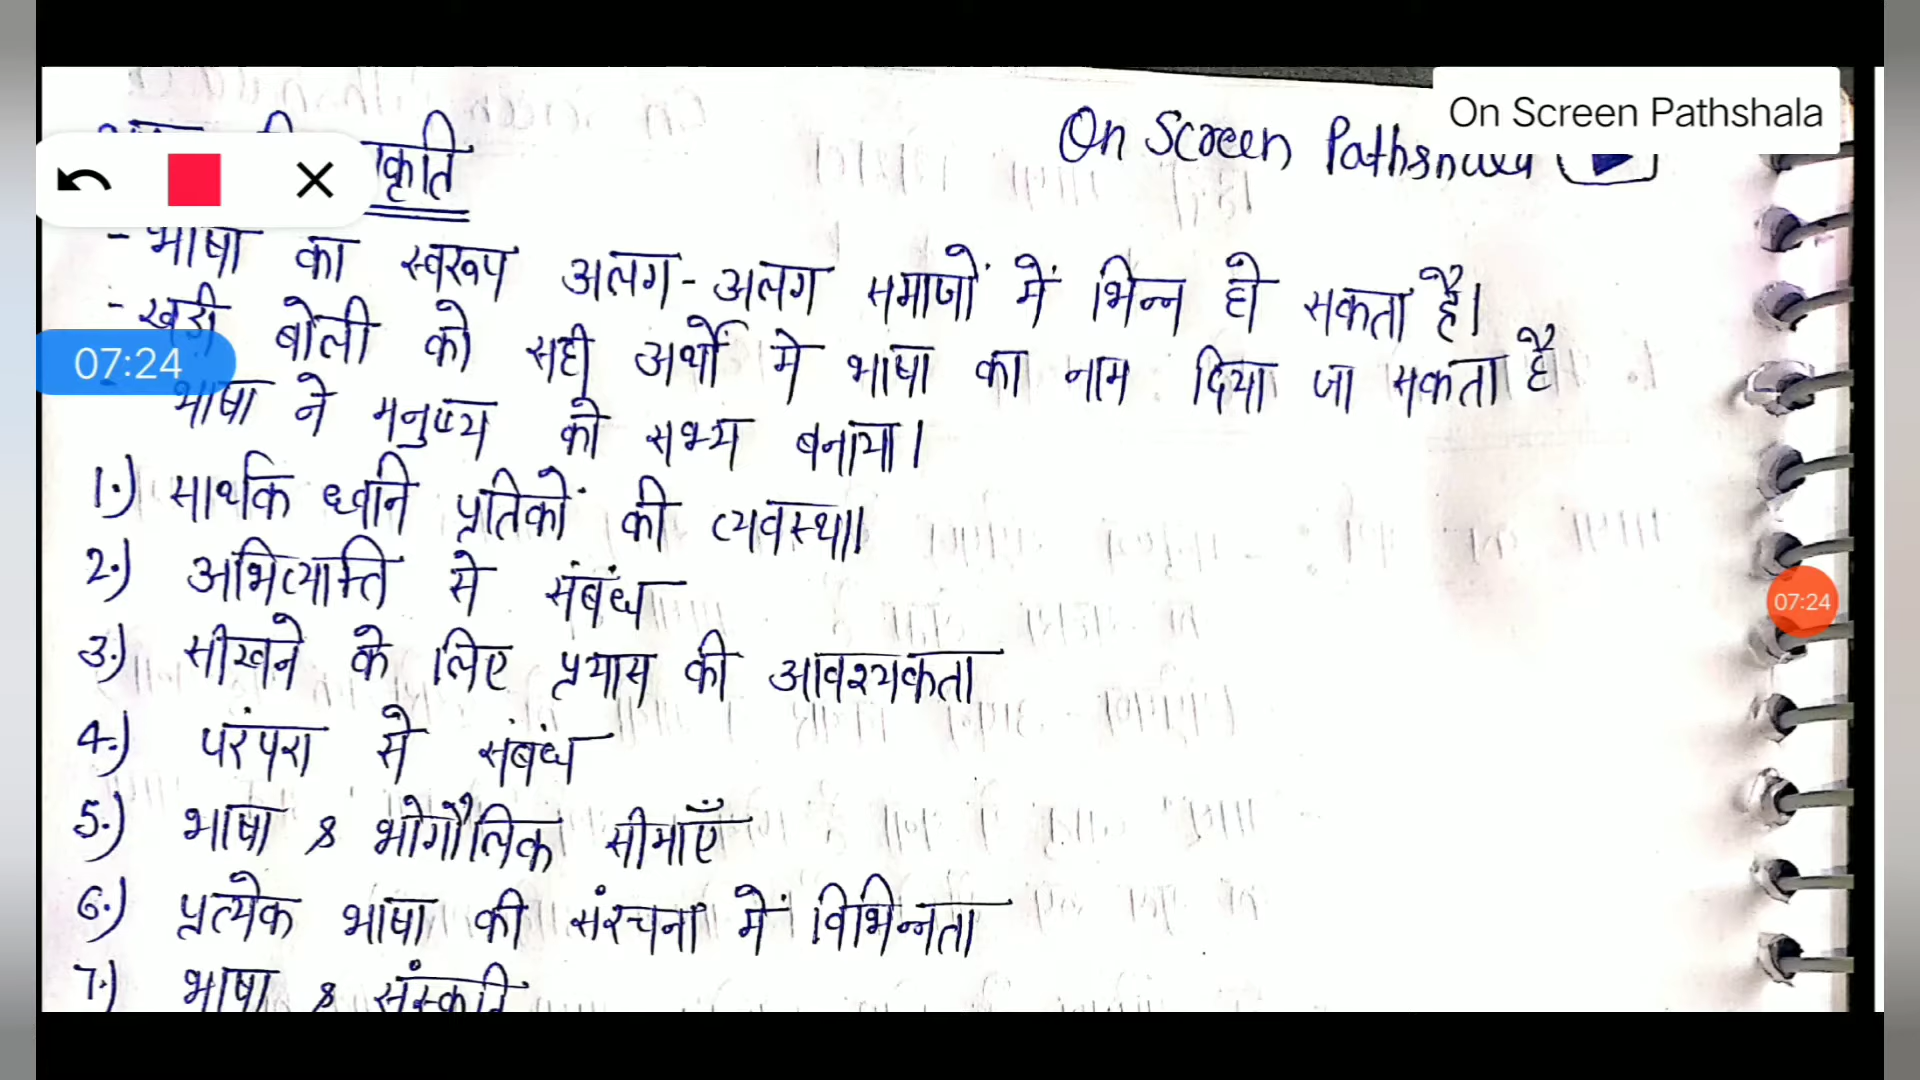 On Screen Pathshala
On Screen Pathshala
- भाषा का स्वरूप अलग-अलग समाजों में भिन्न हो सकता है।
- खड़ी बोली को सही अर्थों मे भाषा का नाम दिया जा सकता है
07:24
- भाषा ने मनुष्य को सभ्य बनाया।
1.) सार्थक ध्वनि प्रतिकों की व्यवस्था।
2.) अभिव्यक्ति से संबंध
07:24
3.) सीखने के लिए प्रयास की आवश्यकता
4.) परंपरा से संबंध
5.) भाषा & भोगौलिक सीमाएँ
6.) प्रत्येक भाषा की संरचना में विभिन्नता
7.) भाषा & संस्कृति